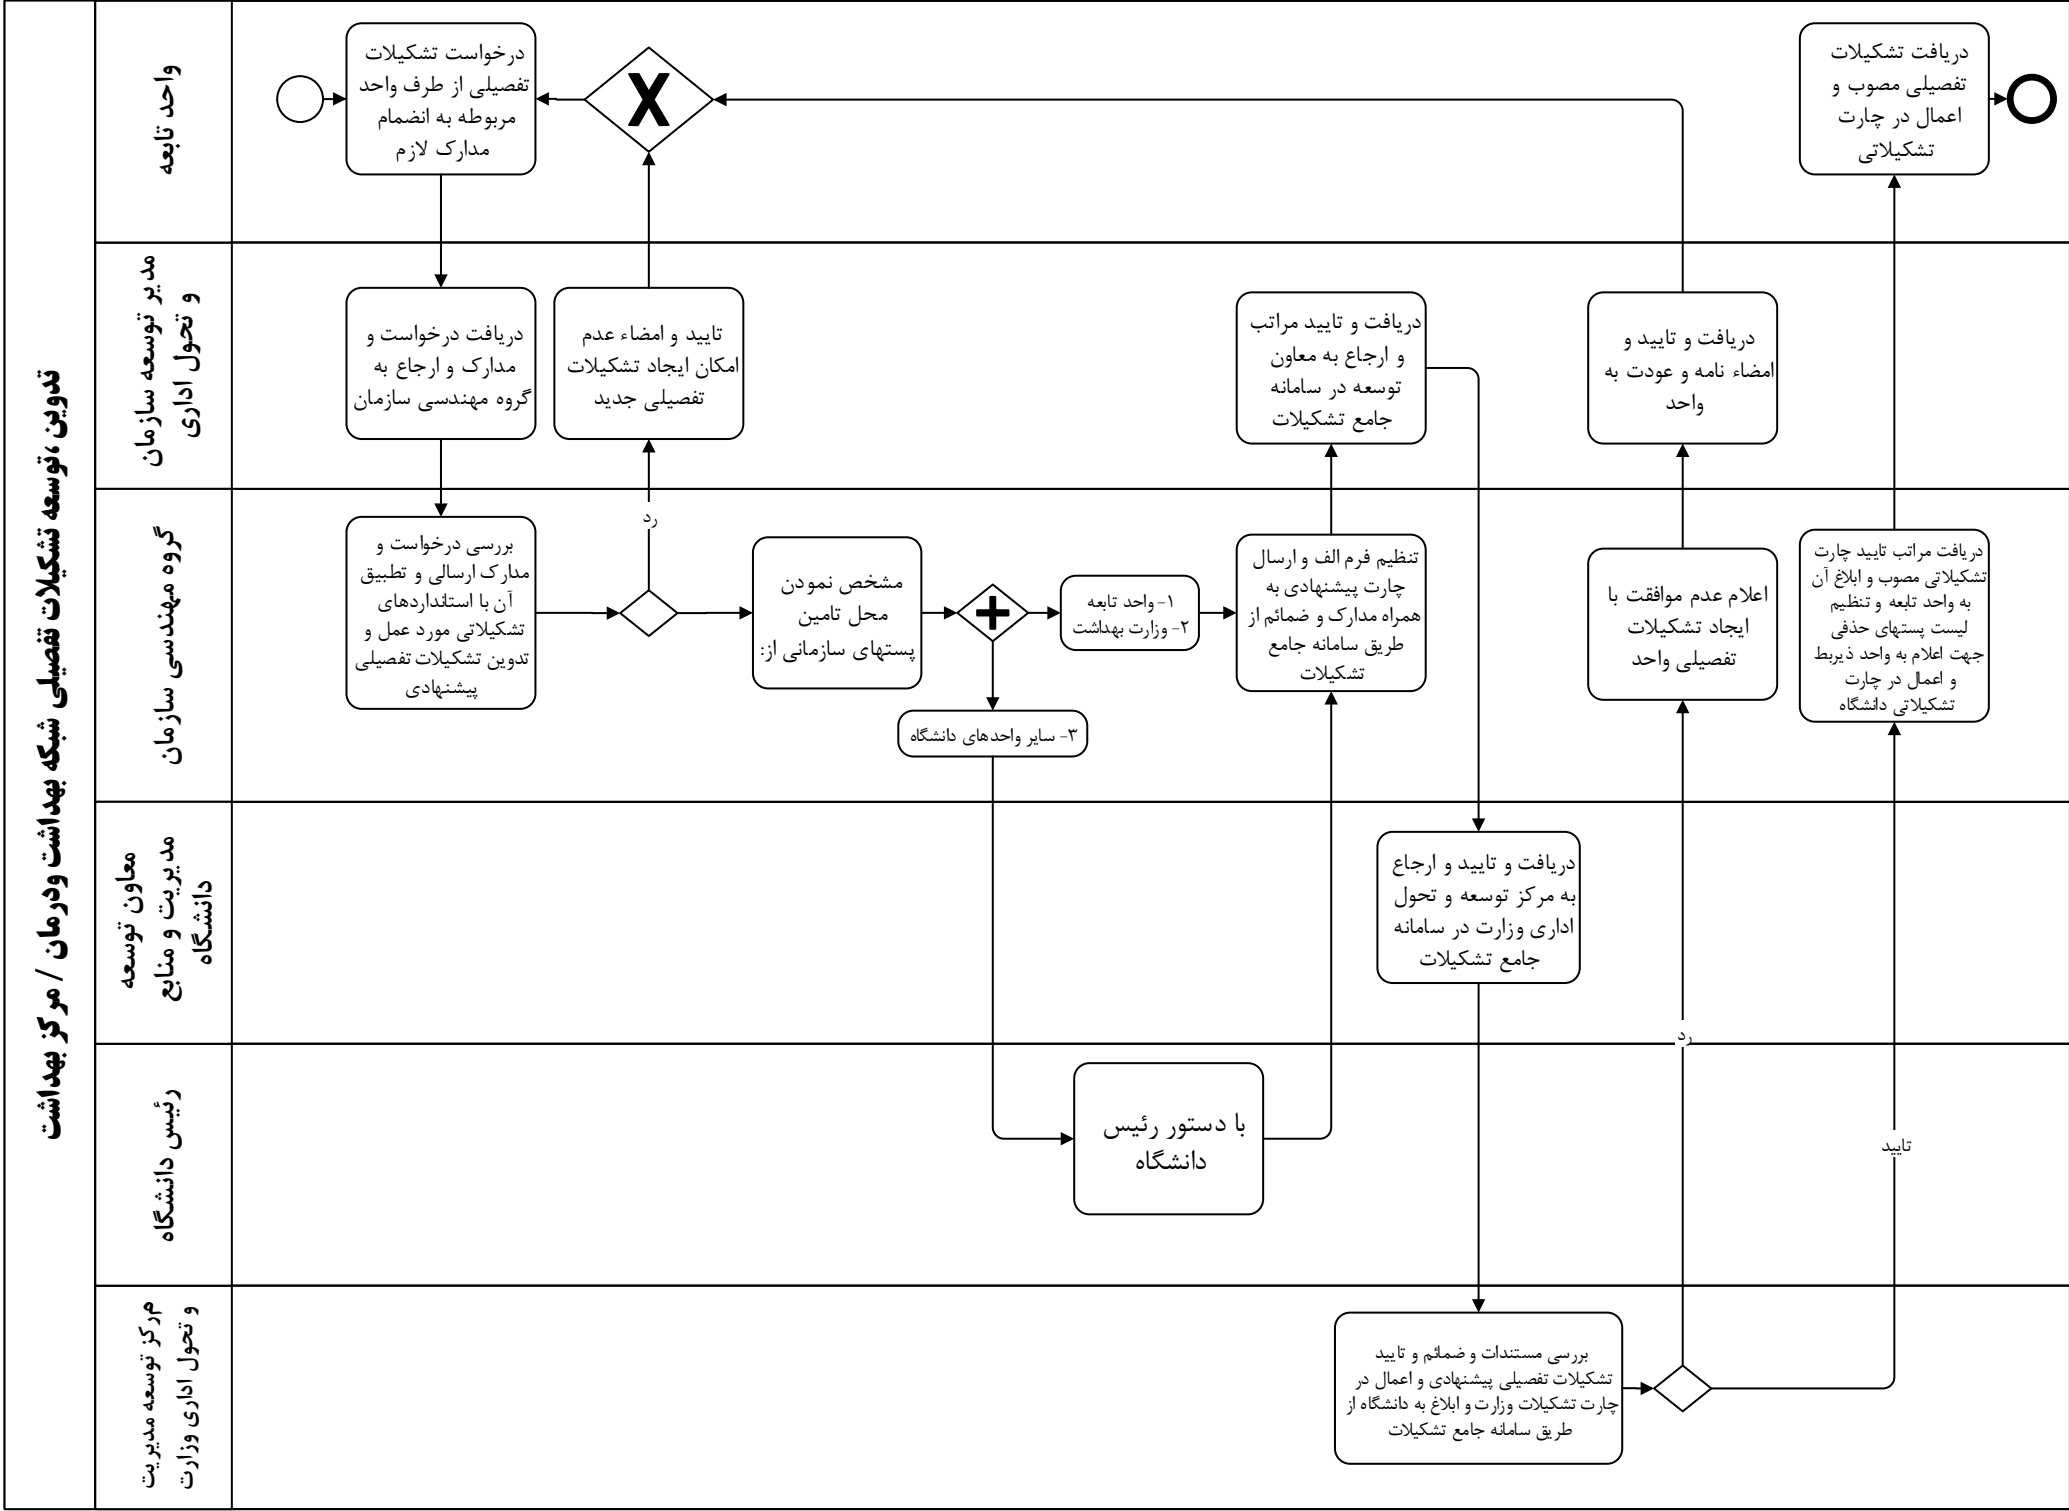 تدوین ،توسعه تشکیلات تفصیلی شبکه بهداشت ودرمان / مرکز بهداشت
واحد تابعه
درخواست تشکیلات
تفصیلی از طرف واحد
مربوطه به انضمام
مدارک لازم
X
دریافت تشکیلات
تفصیلی مصوب و
اعمال در چارت
تشکیلاتی
مدیر توسعه سازمان
و تحول اداری
دریافت درخواست و
مدارک و ارجاع به
گروه مهندسی سازمان
تایید و امضاء عدم
امکان ایجاد تشکیلات
تفصیلی جدید
دریافت و تایید مراتب
و ارجاع به معاون
توسعه در سامانه
جامع تشکیلات
دریافت و تایید و
امضاء نامه و عودت به
واحد
گروه مهندسی سازمان
بررسی درخواست و
مدارک ارسالی و تطبیق
آن با استانداردهای
تشکیلاتی مورد عمل و
تدوین تشکیلات تفصیلی
پیشنهادی
رد
مشخص نمودن
محل تامین
پستهای سازمانی از:
۱- واحد تابعه
۲- وزارت بهداشت
۳- سایر واحدهای دانشگاه
تنظیم فرم الف و ارسال
چارت پیشنهادی به
همراه مدارک و ضمائم از
طریق سامانه جامع
تشکیلات
اعلام عدم موافقت با
ایجاد تشکیلات
تفصیلی واحد
دریافت مراتب تایید چارت
تشکیلاتی مصوب و ابلاغ آن
به واحد تابعه و تنظیم
لیست پستهای حذفی
جهت اعلام به واحد ذیربط
و اعمال در چارت
تشکیلاتی دانشگاه
معاون توسعه
مدیریت و منابع
دانشگاه
دریافت و تایید و ارجاع
به مرکز توسعه و تحول
اداری وزارت در سامانه
جامع تشکیلات
رد
رئیس دانشگاه
با دستور رئیس
دانشگاه
تایید
مرکز توسعه مدیریت
و تحول اداری وزارت
بررسی مستندات و ضمائم و تایید
تشکیلات تفصیلی پیشنهادی و اعمال در
چارت تشکیلات وزارت و ابلاغ به دانشگاه از
طریق سامانه جامع تشکیلات